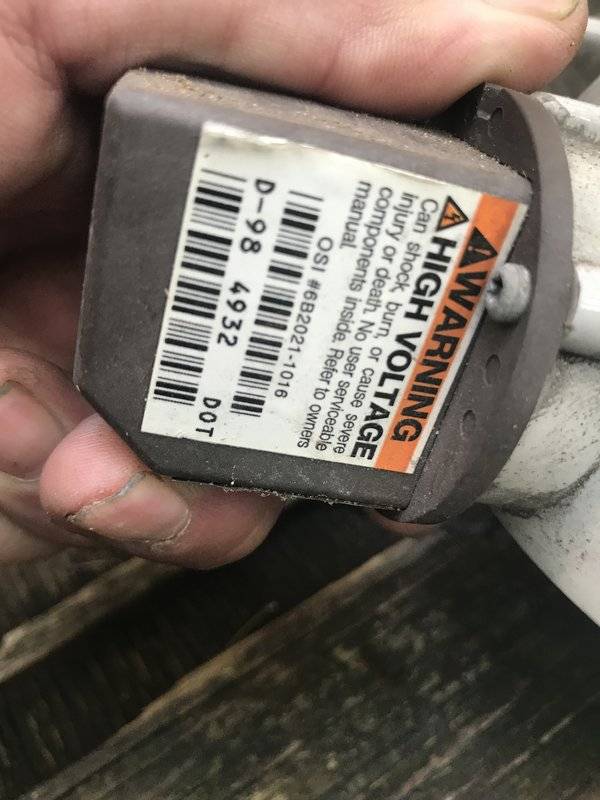 WARNING
HIGH VOLTAGE
Can shock, burn, or cause severe
injury or death. No user serviceable
components inside. Refer to owners
manual.
OSI #6B2021-1016
D-98 4932 DOT